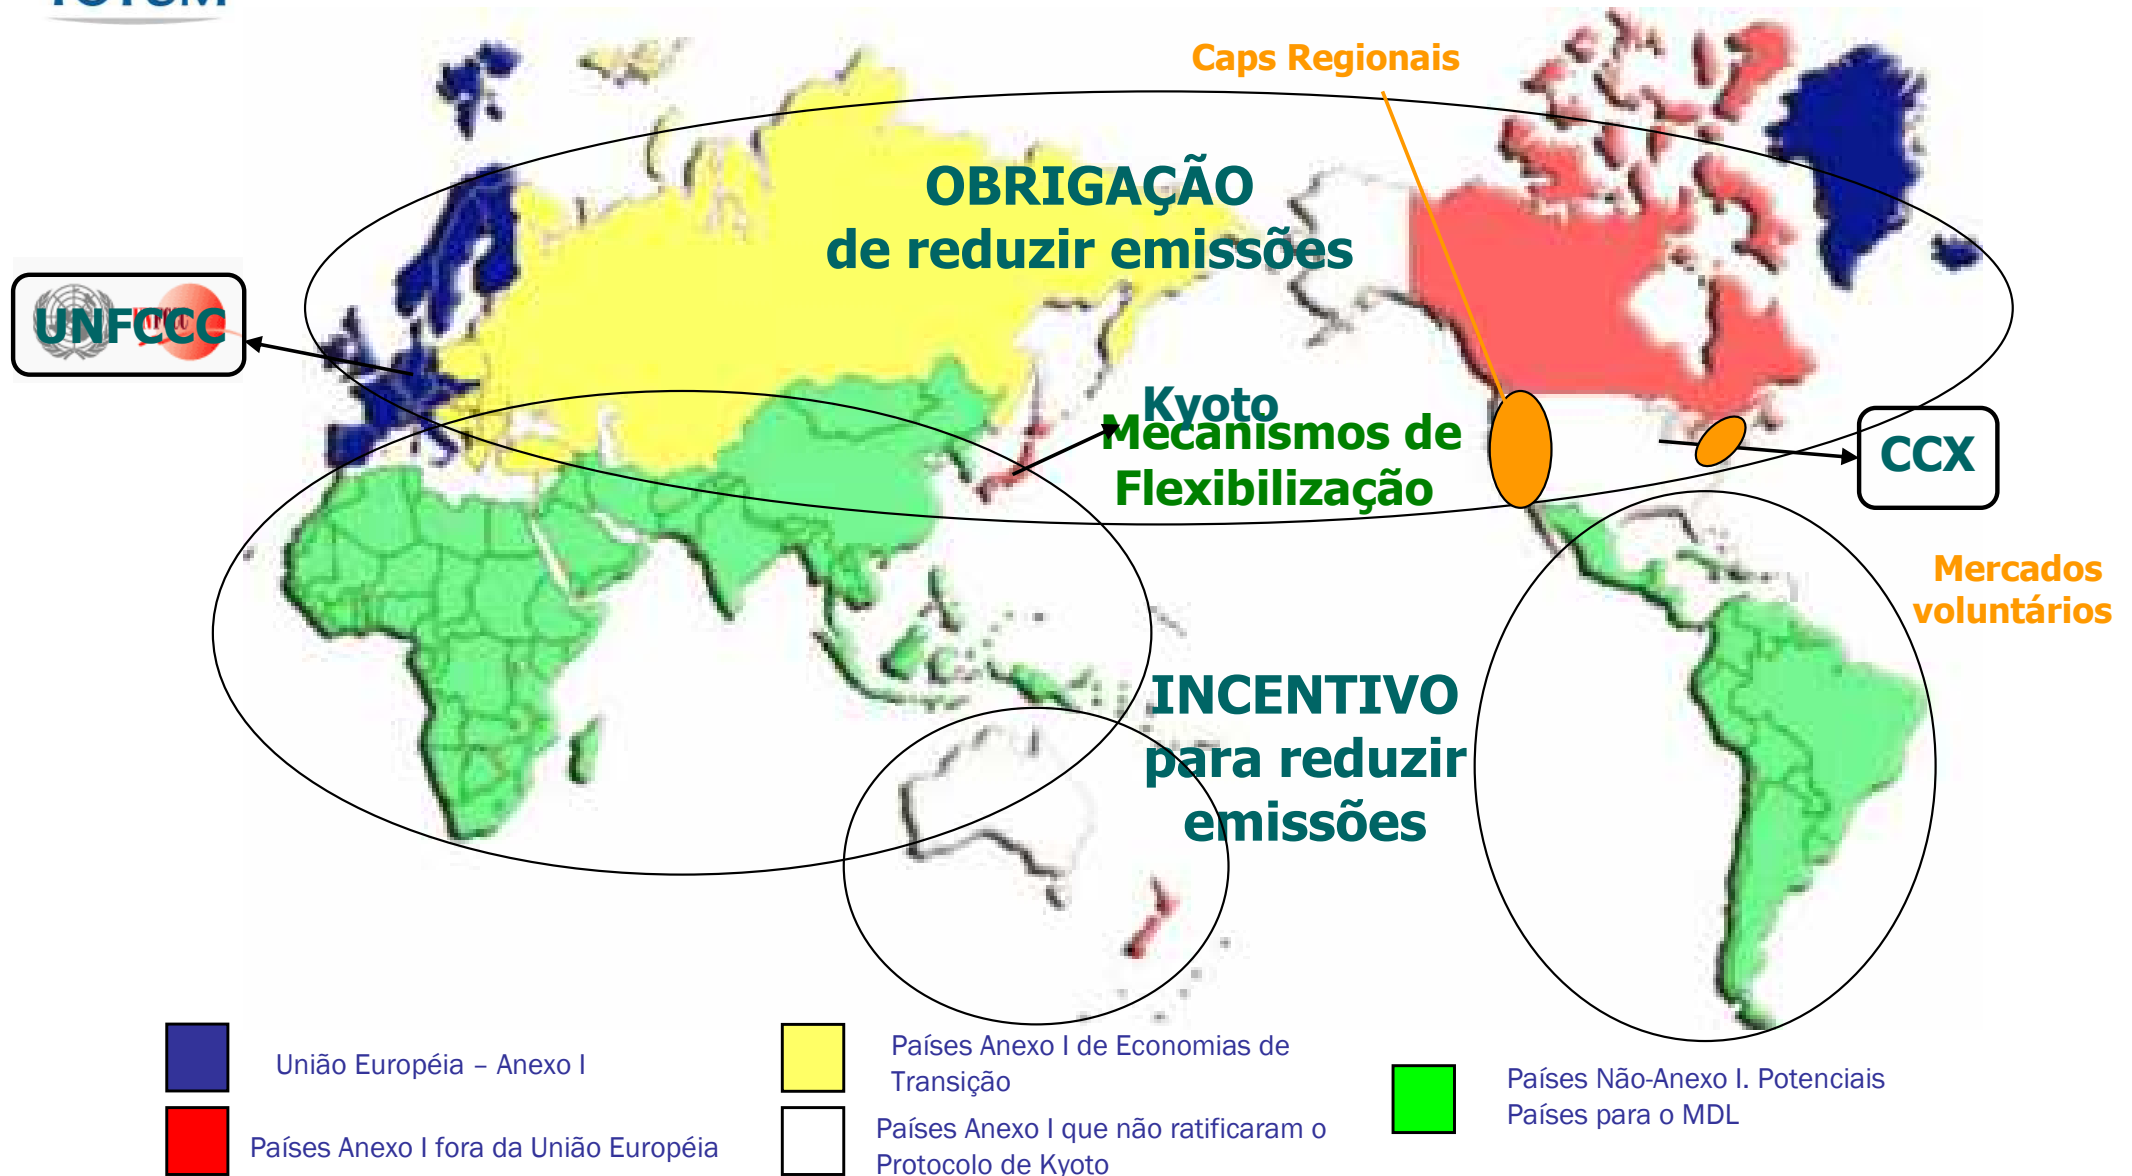 Caps Regionais
OBRIGAÇÃO
de reduzir emissões
UNFCCC
Kyoto
Mecanismos de
Flexibilização
CCX
Mercados
voluntários
INCENTIVO
para reduzir
emissões
União Européia – Anexo I
Países Anexo I fora da União Européia
Países Anexo I de Economias de
Transição
Países Anexo I que não ratificaram o
Protocolo de Kyoto
Países Não-Anexo I. Potenciais
Países para o MDL